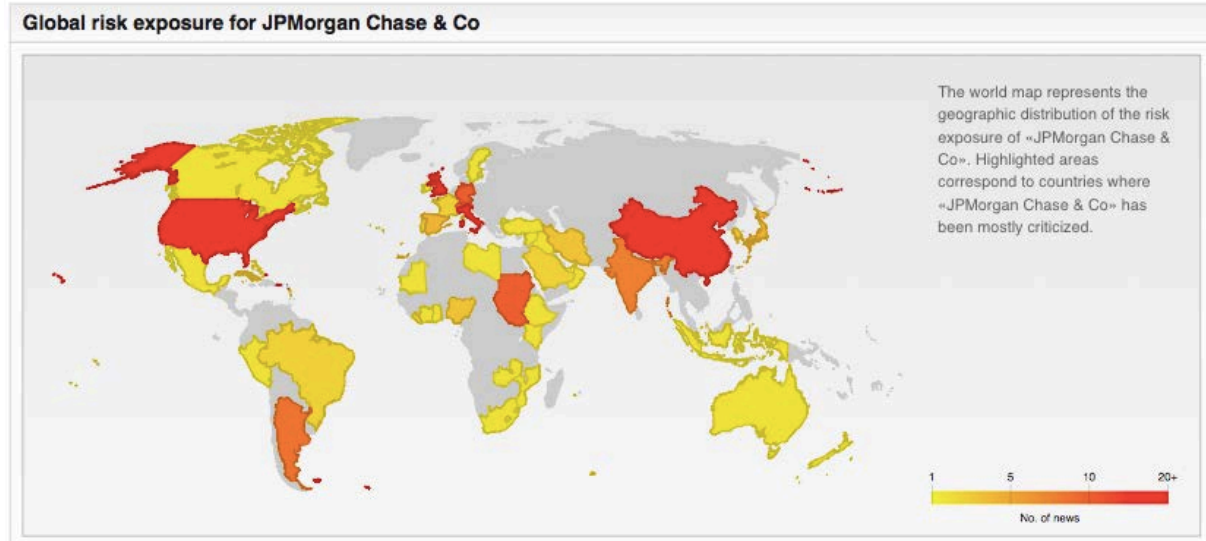 Global risk exposure for JPMorgan Chase & Co
The world map represents the
geographic distribution of the risk
exposure of «JPMorgan Chase &
Co». Highlighted areas
correspond to countries where
«JPMorgan Chase & Co» has
been mostly criticized.
1 5 10 20+
No. of news